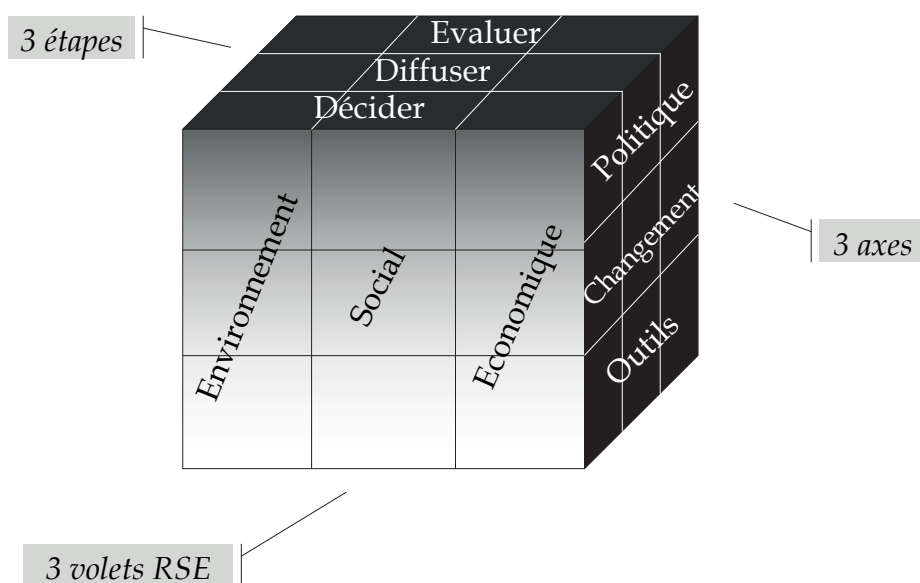 3 étapes
Evaluer
Diffuser
Décider
Politique
Changement
Outils
3 axes
Environnement
Social
Economique
3 volets RSE